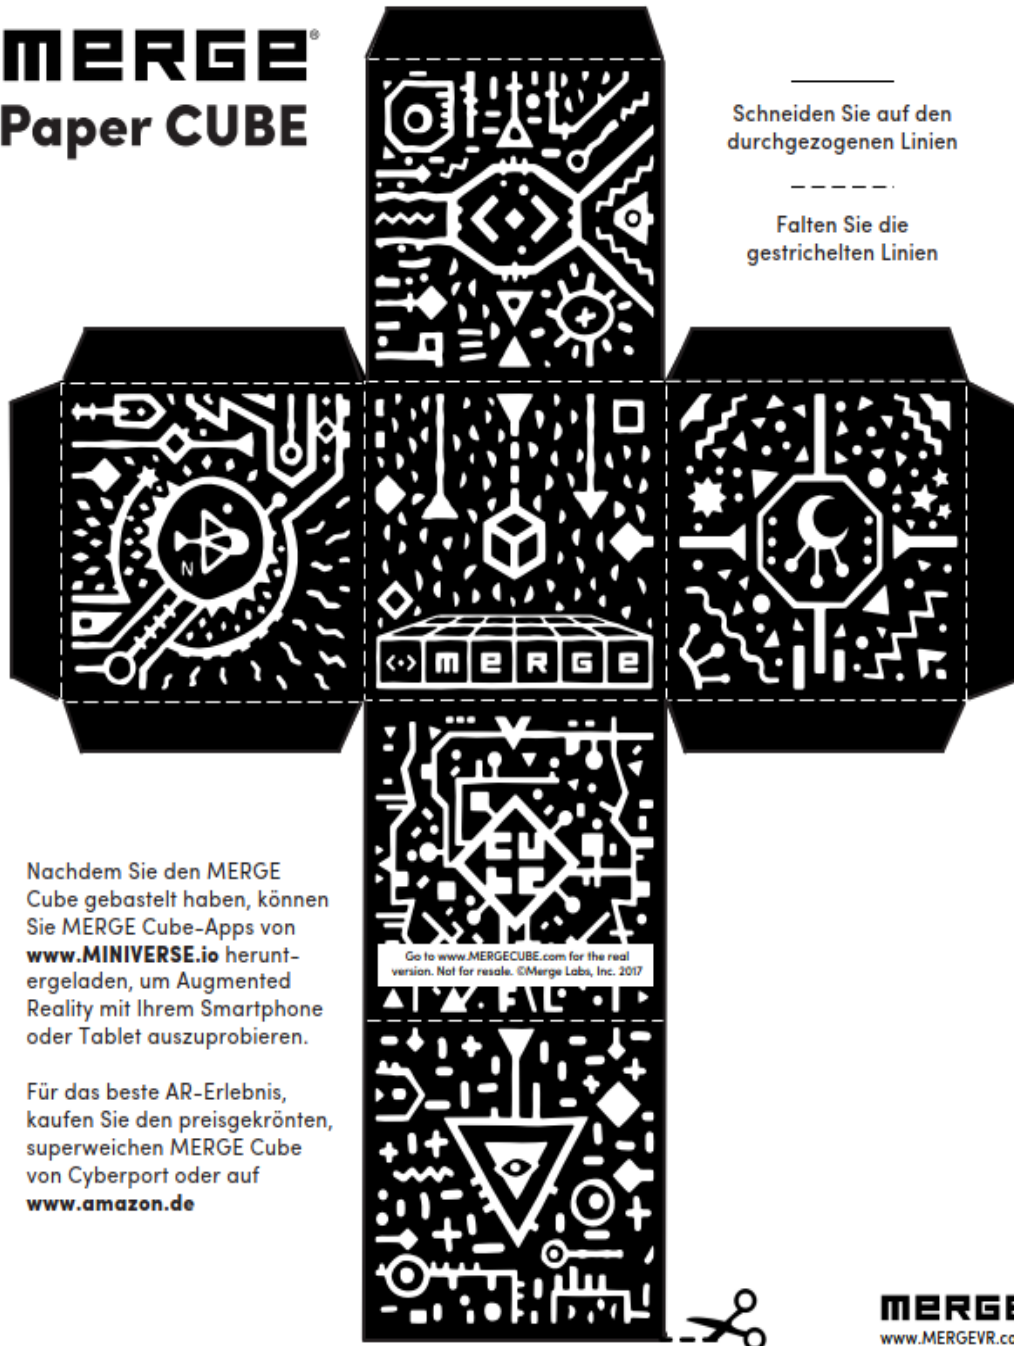 MERGE®
Paper CUBE
Schneiden Sie auf den
durchgezogenen Linien
Falten Sie die
gestrichelten Linien
N
MERGE
CUBE
Go to www.MERGECUBE.com for the real
version. Not for resale. ©Merge Labs, Inc. 2017
Nachdem Sie den MERGE
Cube gebastelt haben, können
Sie MERGE Cube-Apps von
www.MINIVERSE.io herunt-
ergeladen, um Augmented
Reality mit Ihrem Smartphone
oder Tablet auszuprobieren.
Für das beste AR-Erlebnis,
kaufen Sie den preisgekrönten,
superweichen MERGE Cube
von Cyberport oder auf
www.amazon.de
MERGE
www.MERGEVR.co